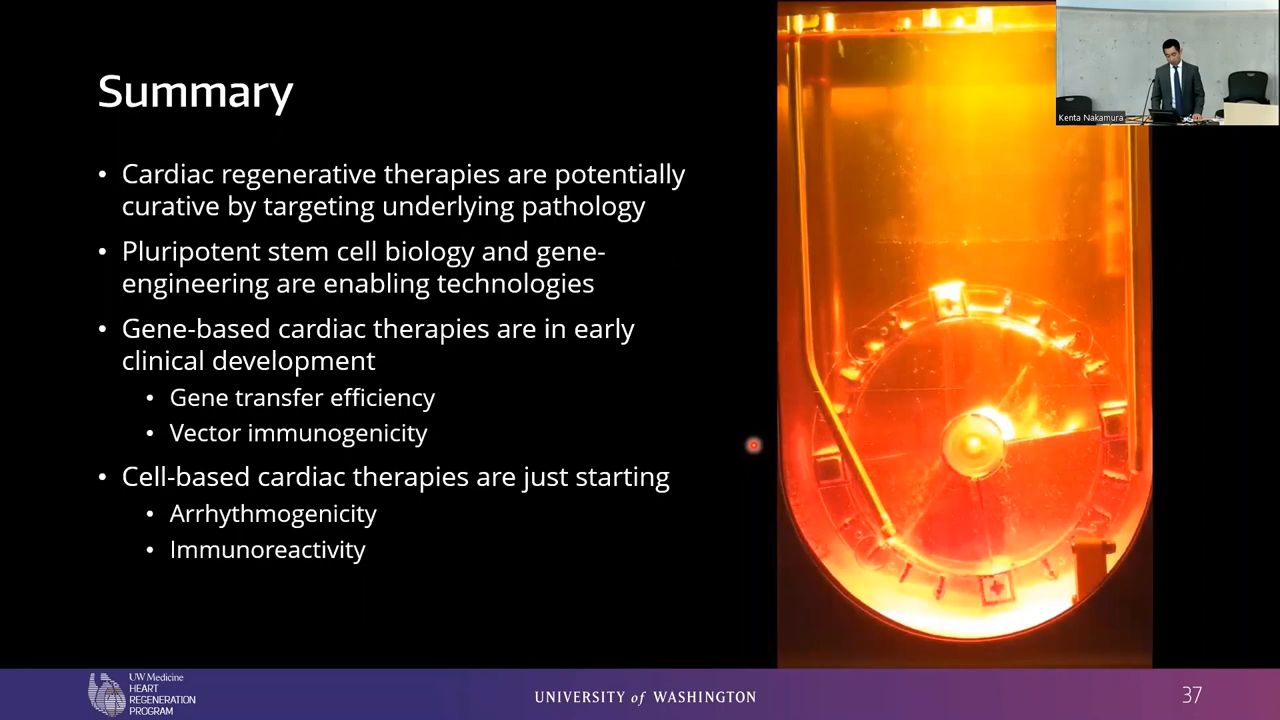 Summary
• Cardiac regenerative therapies are potentially
curative by targeting underlying pathology
• Pluripotent stem cell biology and gene-
engineering are enabling technologies
• Gene-based cardiac therapies are in early
clinical development
• Gene transfer efficiency
• Vector immunogenicity
• Cell-based cardiac therapies are just starting
• Arrhythmogenicity
• Immunoreactivity
Kenta Nakamura
UW Medicine
HEART
REGENERATION
PROGRAM
UNIVERSITY of WASHINGTON
37